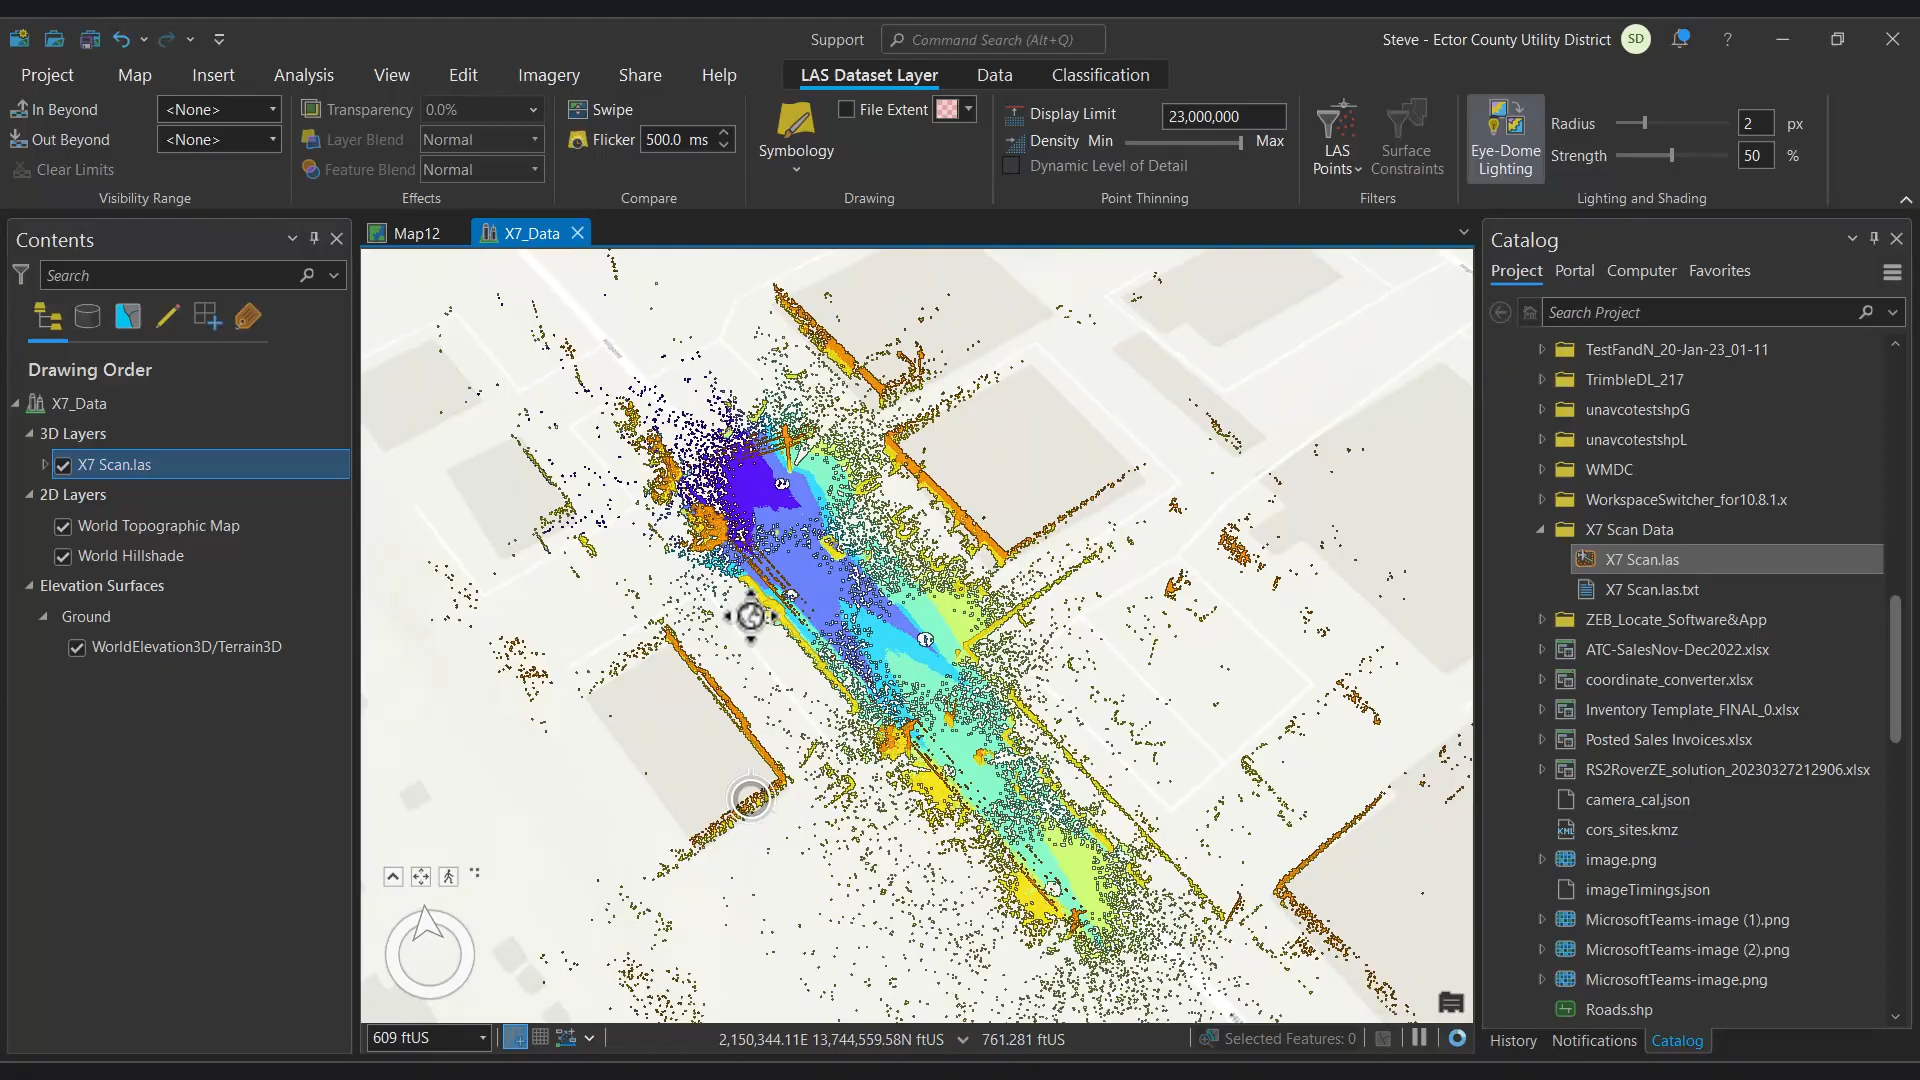 Support
Command Search (Alt+Q)
Steve - Ector County Utility District
SD
?
Project
Map
Insert
Analysis
View
Edit
Imagery
Share
Help
LAS Dataset Layer
Data
Classification
In Beyond
<None>
Out Beyond
<None>
Clear Limits
Visibility Range
Transparency
0.0%
Layer Blend
Normal
Feature Blend
Normal
Effects
Swipe
Flicker
500.0 ms
Compare
Symbology
File Extent
Drawing
Display Limit
23,000,000
Density Min
Max
Dynamic Level of Detail
Point Thinning
LAS
Points
Surface
Constraints
Filters
Eye-Dome
Lighting
Radius
2
px
Strength
50
%
Lighting and Shading
Contents
Search
Drawing Order
X7_Data
3D Layers
X7 Scan.las
2D Layers
World Topographic Map
World Hillshade
Elevation Surfaces
Ground
WorldElevation3D/Terrain3D
Map12
X7_Data
609 ftUS
2,150,344.11E 13,744,559.58N ftUS
761.281 ftUS
Selected Features: 0
Catalog
Project
Portal
Computer
Favorites
Search Project
TestFandN_20-Jan-23_01-11
TrimbleDL_217
unavcotestshpG
unavcotestshpL
WMDC
WorkspaceSwitcher_for10.8.1.x
X7 Scan Data
X7 Scan.las
X7 Scan.las.txt
ZEB_Locate_Software&App
ATC-SalesNov-Dec2022.xlsx
coordinate_converter.xlsx
Inventory Template_FINAL_0.xlsx
Posted Sales Invoices.xlsx
RS2RoverZE_solution_20230327212906.xlsx
camera_cal.json
cors_sites.kmz
image.png
imageTimings.json
MicrosoftTeams-image (1).png
MicrosoftTeams-image (2).png
MicrosoftTeams-image.png
Roads.shp
History
Notifications
Catalog